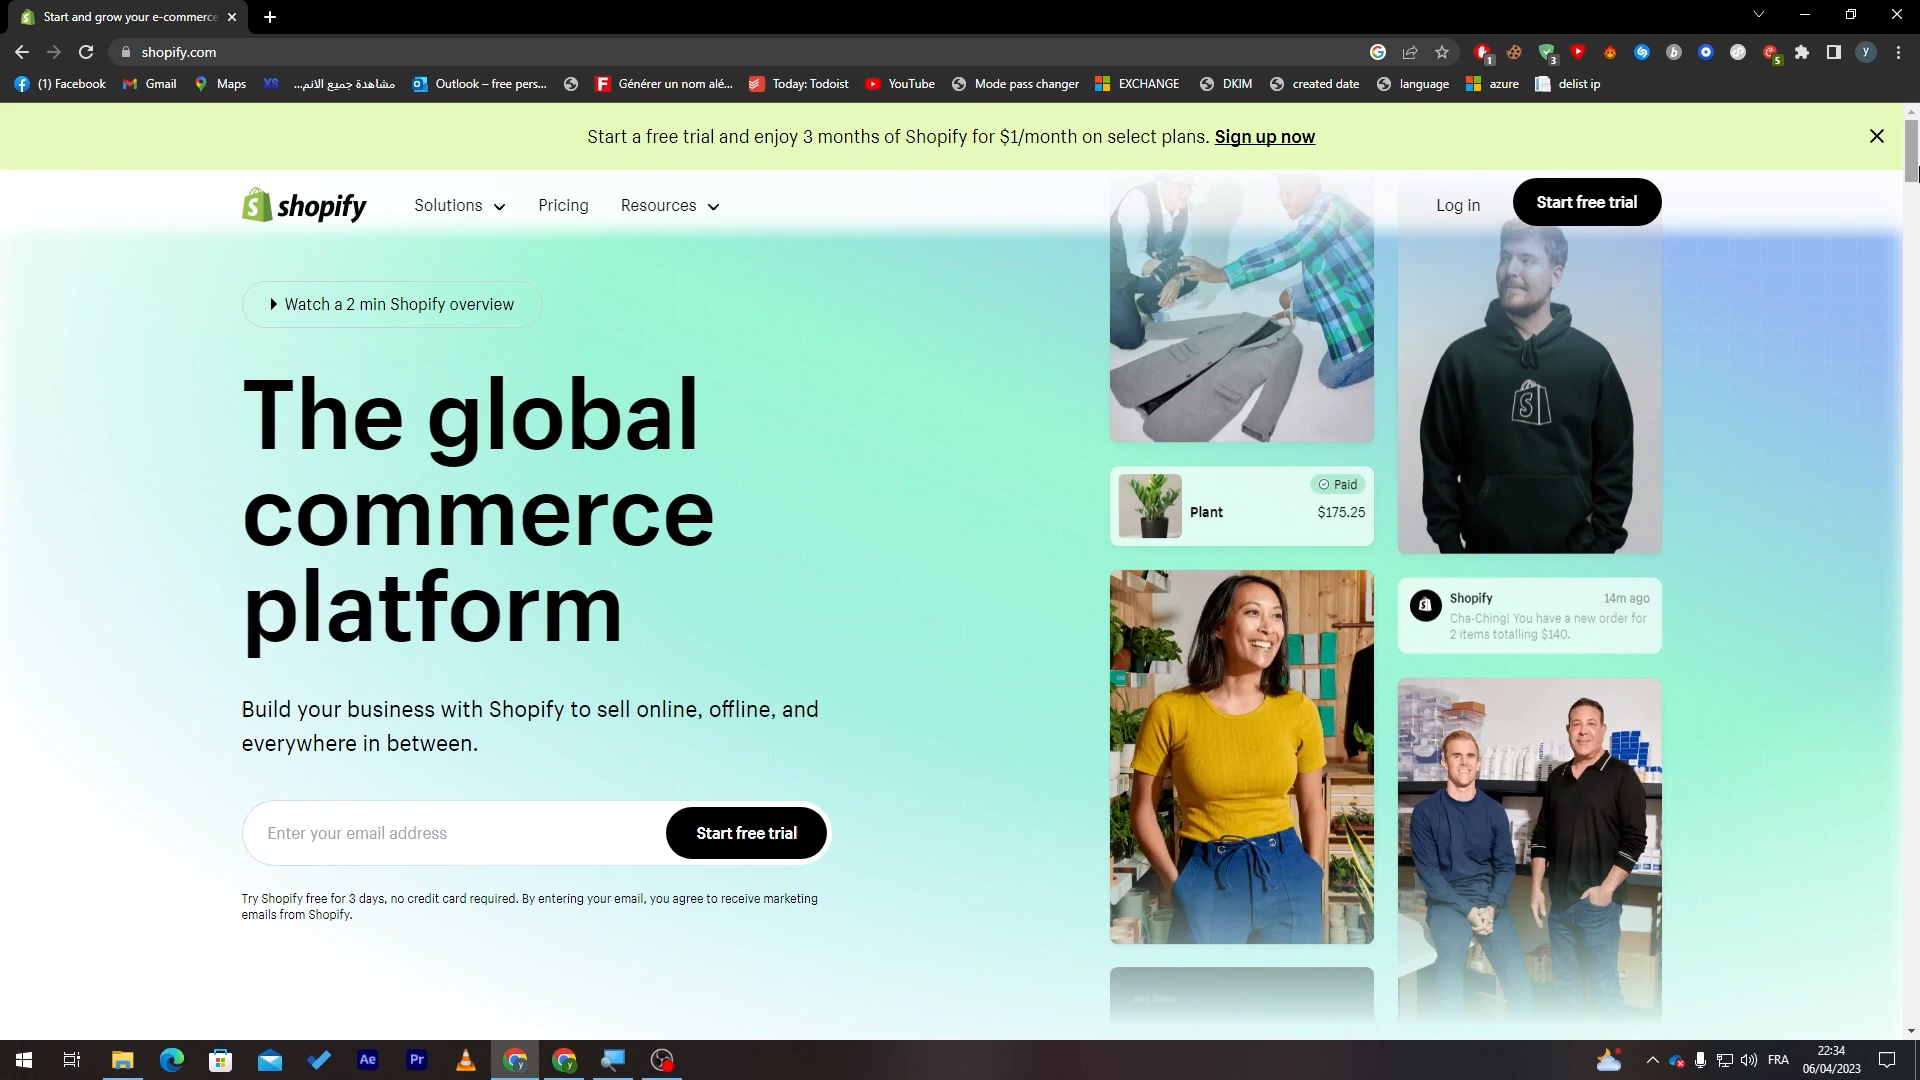 Start and grow your e-commerce
shopify.com
(1) Facebook
Gmail
Maps
XS
مشاهدة جميع الانم...
Outlook – free pers...
Générer un nom alé...
Today: Todoist
YouTube
Mode pass changer
EXCHANGE
DKIM
created date
language
azure
delist ip
Start a free trial and enjoy 3 months of Shopify for $1/month on select plans. Sign up now
shopify
Solutions
Pricing
Resources
Log in
Start free trial
Watch a 2 min Shopify overview
The global
commerce
platform
Build your business with Shopify to sell online, offline, and
everywhere in between.
Enter your email address
Start free trial
Try Shopify free for 3 days, no credit card required. By entering your email, you agree to receive marketing
emails from Shopify.
Paid
Plant
$175.25
Shopify
14m ago
Cha-Ching! You have a new order for
2 items totalling $140.
Net Sales
Ae
Pr
FRA
22:34
06/04/2023